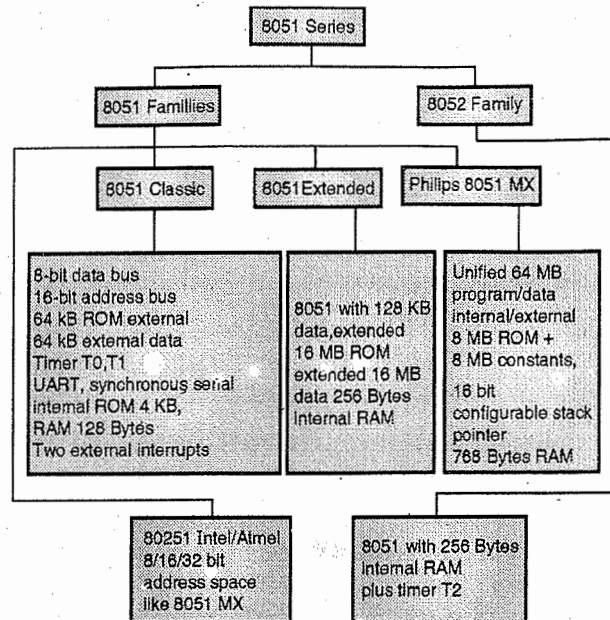 8051 Series
8051 Famillies
8052 Family
8051 Classic
8051Extended
Philips 8051 MX
8-bit data bus
16-bit address bus
64 kB ROM external
64 kB external data
Timer T0,T1
UART, synchronous serial
internal ROM 4 KB,
RAM 128 Bytes
Two external interrupts
8051 with 128 KB
data,extended
16 MB ROM
extended 16 MB
data 256 Bytes
internal RAM
Unified 64 MB
program/data
internal/external
8 MB ROM +
8 MB constants,
16 bit
configurable stack
pointer
768 Bytes RAM
80251 Intel/Atmel
8/16/32 bit
address space
like 8051 MX
8051 with 256 Bytes
internal RAM
plus timer T2